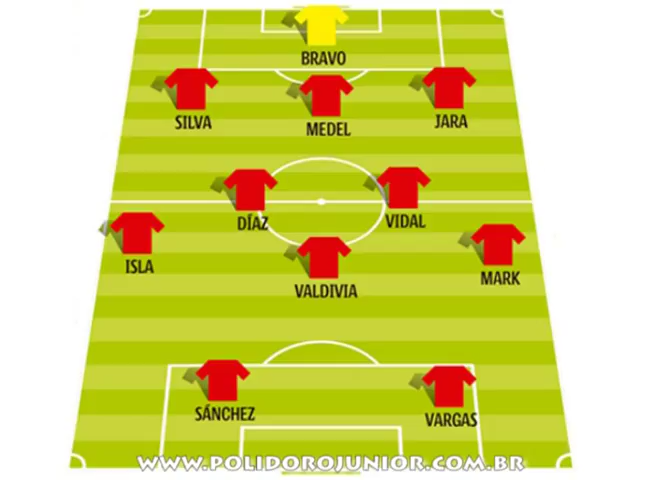 BRAVO
SILVA
MEDEL
JARA
DÍAZ
VIDAL
ISLA
VALDIVIA
MARK
SÁNCHEZ
VARGAS
WWW.POLIDOROJUNIOR.COM.BR